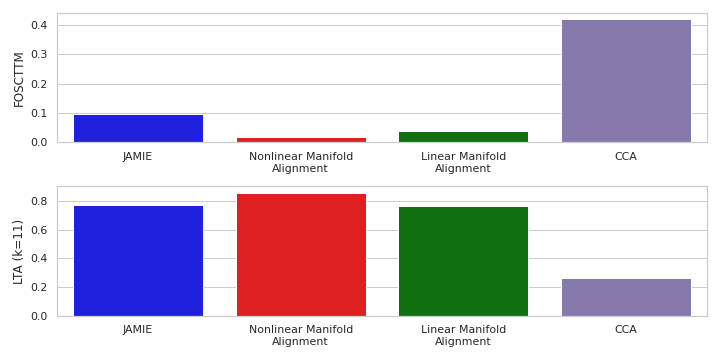 FOSCTTM
0.4
0.3
0.2
0.1
0.0
JAMIE
Nonlinear Manifold
Alignment
Linear Manifold
Alignment
CCA
LTA (k=11)
0.8
0.6
0.4
0.2
0.0
JAMIE
Nonlinear Manifold
Alignment
Linear Manifold
Alignment
CCA